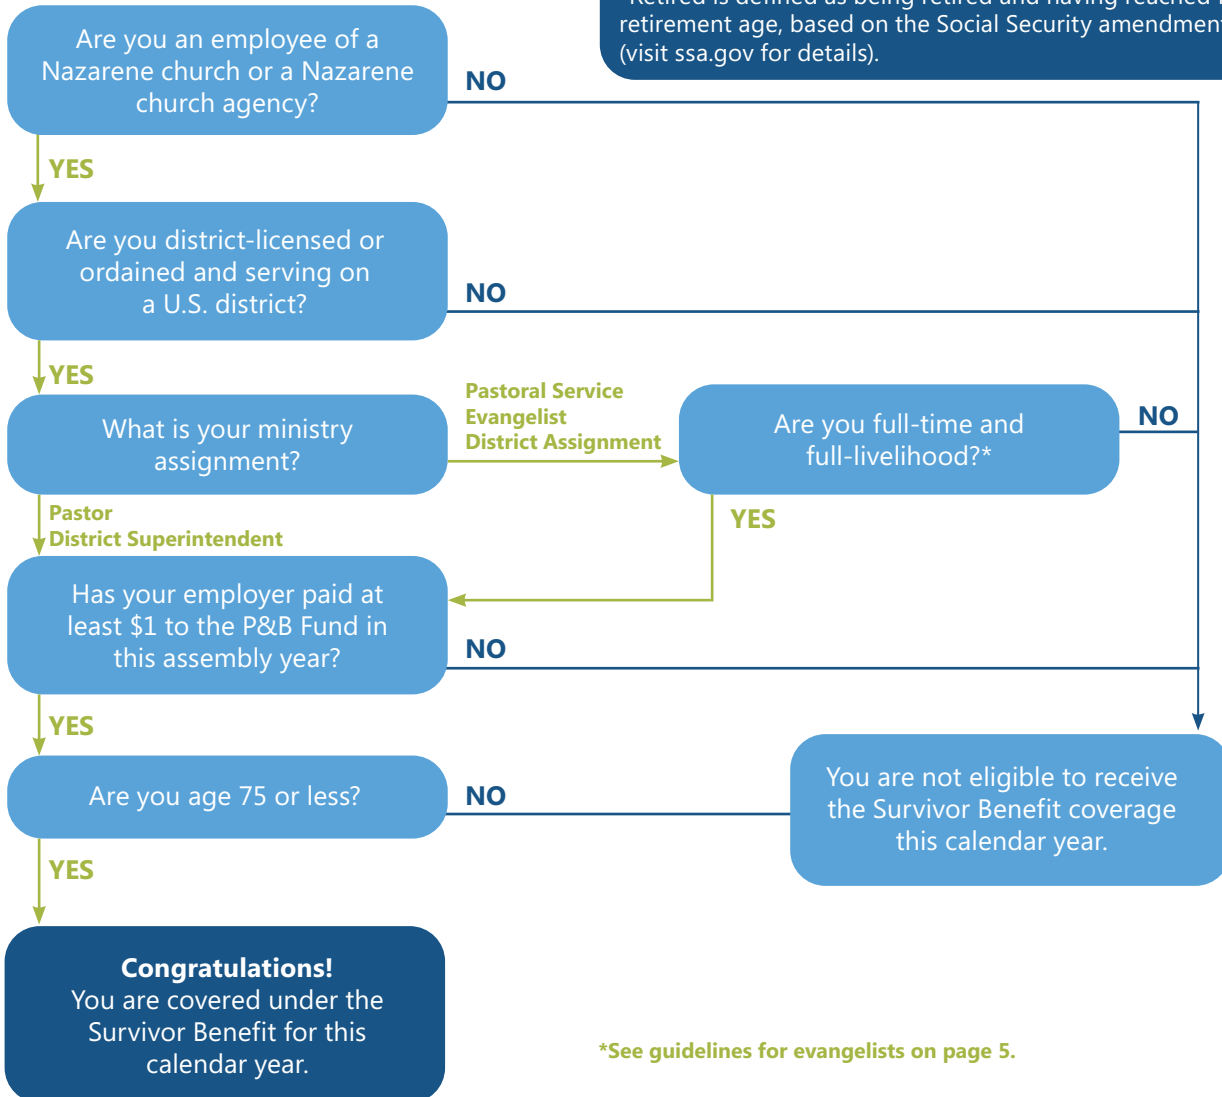 retirement age, based on the Social Security amendment
(visit ssa.gov for details).
Are you an employee of a
Nazarene church or a Nazarene
church agency?
NO
YES
Are you district-licensed or
ordained and serving on
a U.S. district?
NO
YES
What is your ministry
assignment?
Pastoral Service
Evangelist
District Assignment
Are you full-time and
full-livelihood?*
NO
YES
Pastor
District Superintendent
Has your employer paid at
least $1 to the P&B Fund in
this assembly year?
NO
YES
Are you age 75 or less?
NO
You are not eligible to receive
the Survivor Benefit coverage
this calendar year.
YES
Congratulations!
You are covered under the
Survivor Benefit for this
calendar year.
*See guidelines for evangelists on page 5.